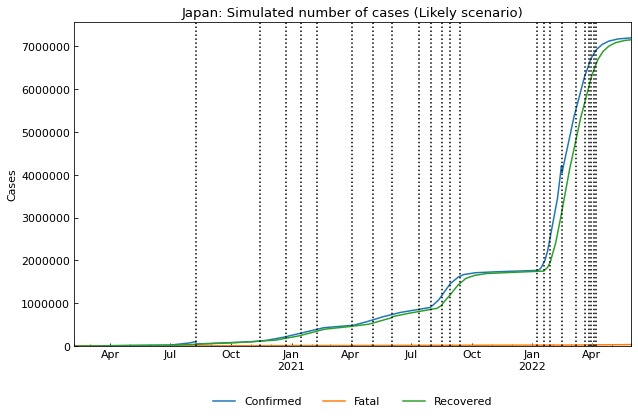 Japan: Simulated number of cases (Likely scenario)
7000000
6000000
5000000
4000000
3000000
2000000
1000000
0
Cases
Apr Jul Oct Jan Apr Jul Oct Jan Apr
2021 2022
Confirmed Fatal Recovered